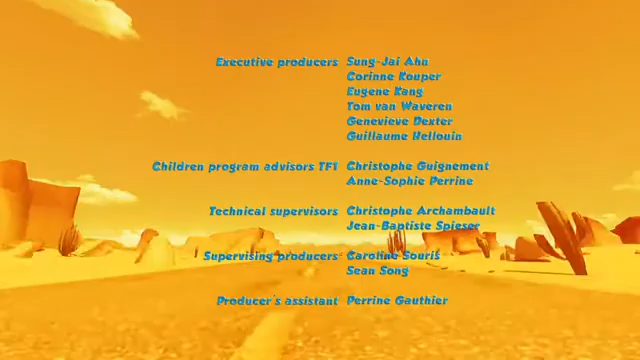 Executive producers Sung-Jai Ahn
Corinne Kouper
Eugene Kang
Tom van Waveren
Genevieve Dexter
Guillaume Hellouin
Children program advisors TF1 Christophe Guignement
Anne-Sophie Perrine
Technical supervisors Christophe Archambault
Jean-Baptiste Spieser
Supervising producers Caroline Souris
Sean Song
Producer's assistant Perrine Gauthier